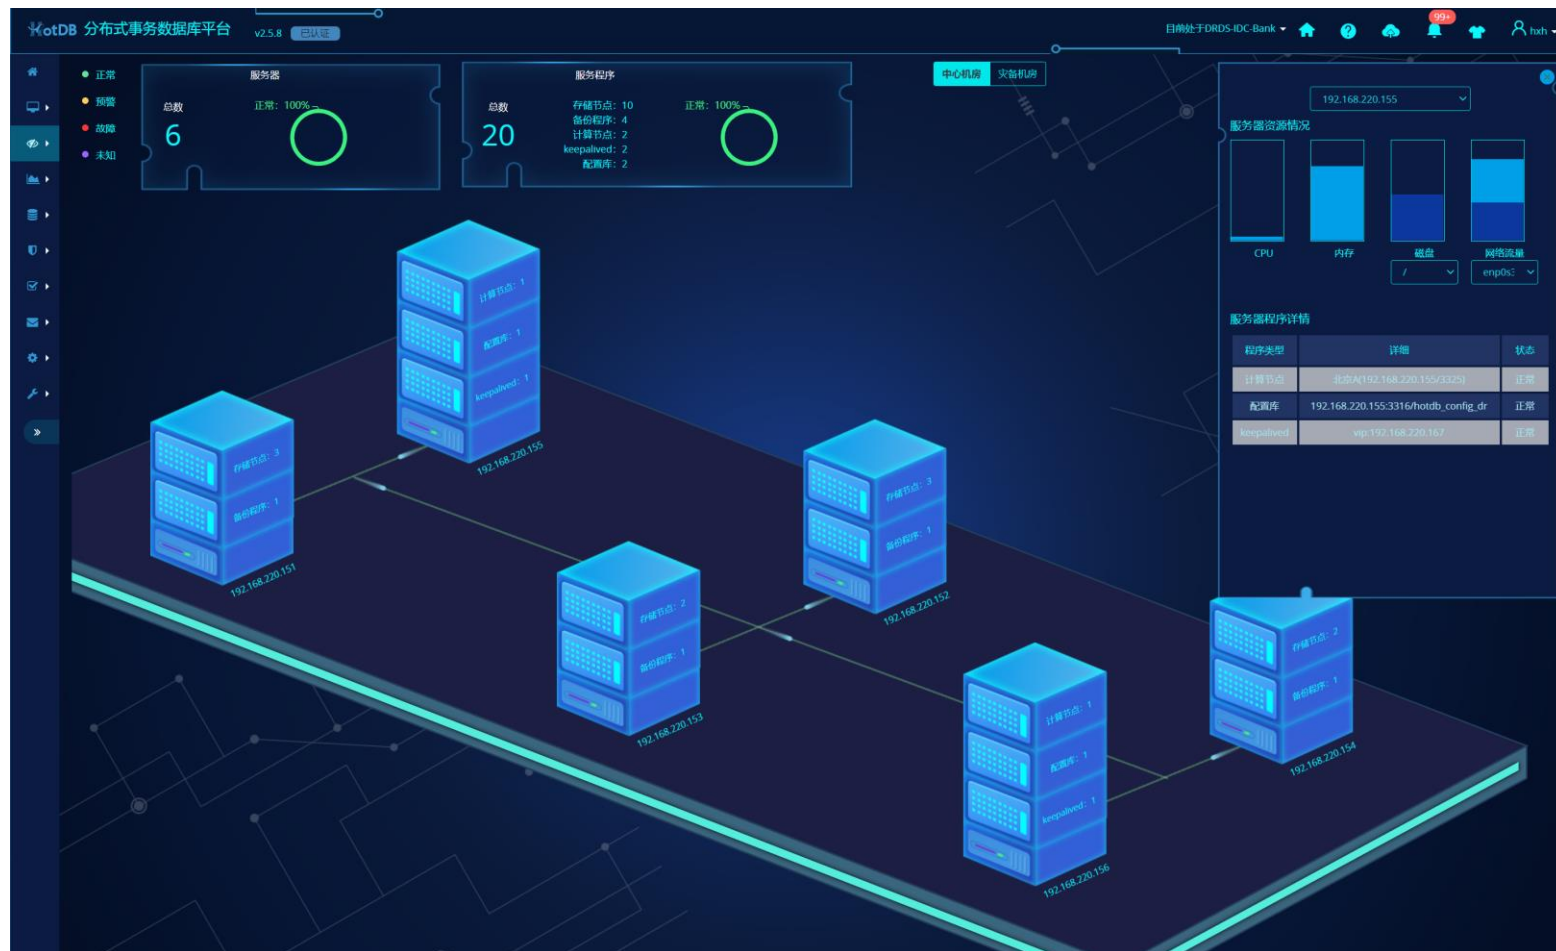 HotDB 分布式事务数据库平台
v2.5.8
已认证
目前处于DRDS-IDC-Bank
99+
hxh
正常
预警
故障
未知
服务器
总数
6
正常：100%
服务程序
总数
20
存储节点：10
备份程序：4
计算节点：2
keepalived：2
配置库：2
正常：100%
中心机房
灾备机房
192.168.220.155
服务器资源情况
CPU
内存
磁盘
网络流量
/
enp0s3
服务器程序详情
程序类型 详细 状态
计算节点 北京A(192.168.220.155/3325) 正常
配置库 192.168.220.155:3316/hotdb_config_dr 正常
keepalived vip:192.168.220.167 正常
计算节点：1
配置库：1
keepalived：1
192.168.220.155
存储节点：3
备份程序：1
192.168.220.151
存储节点：3
备份程序：1
192.168.220.152
存储节点：2
备份程序：1
192.168.220.153
存储节点：2
备份程序：1
192.168.220.154
计算节点：1
配置库：1
keepalived：1
192.168.220.156